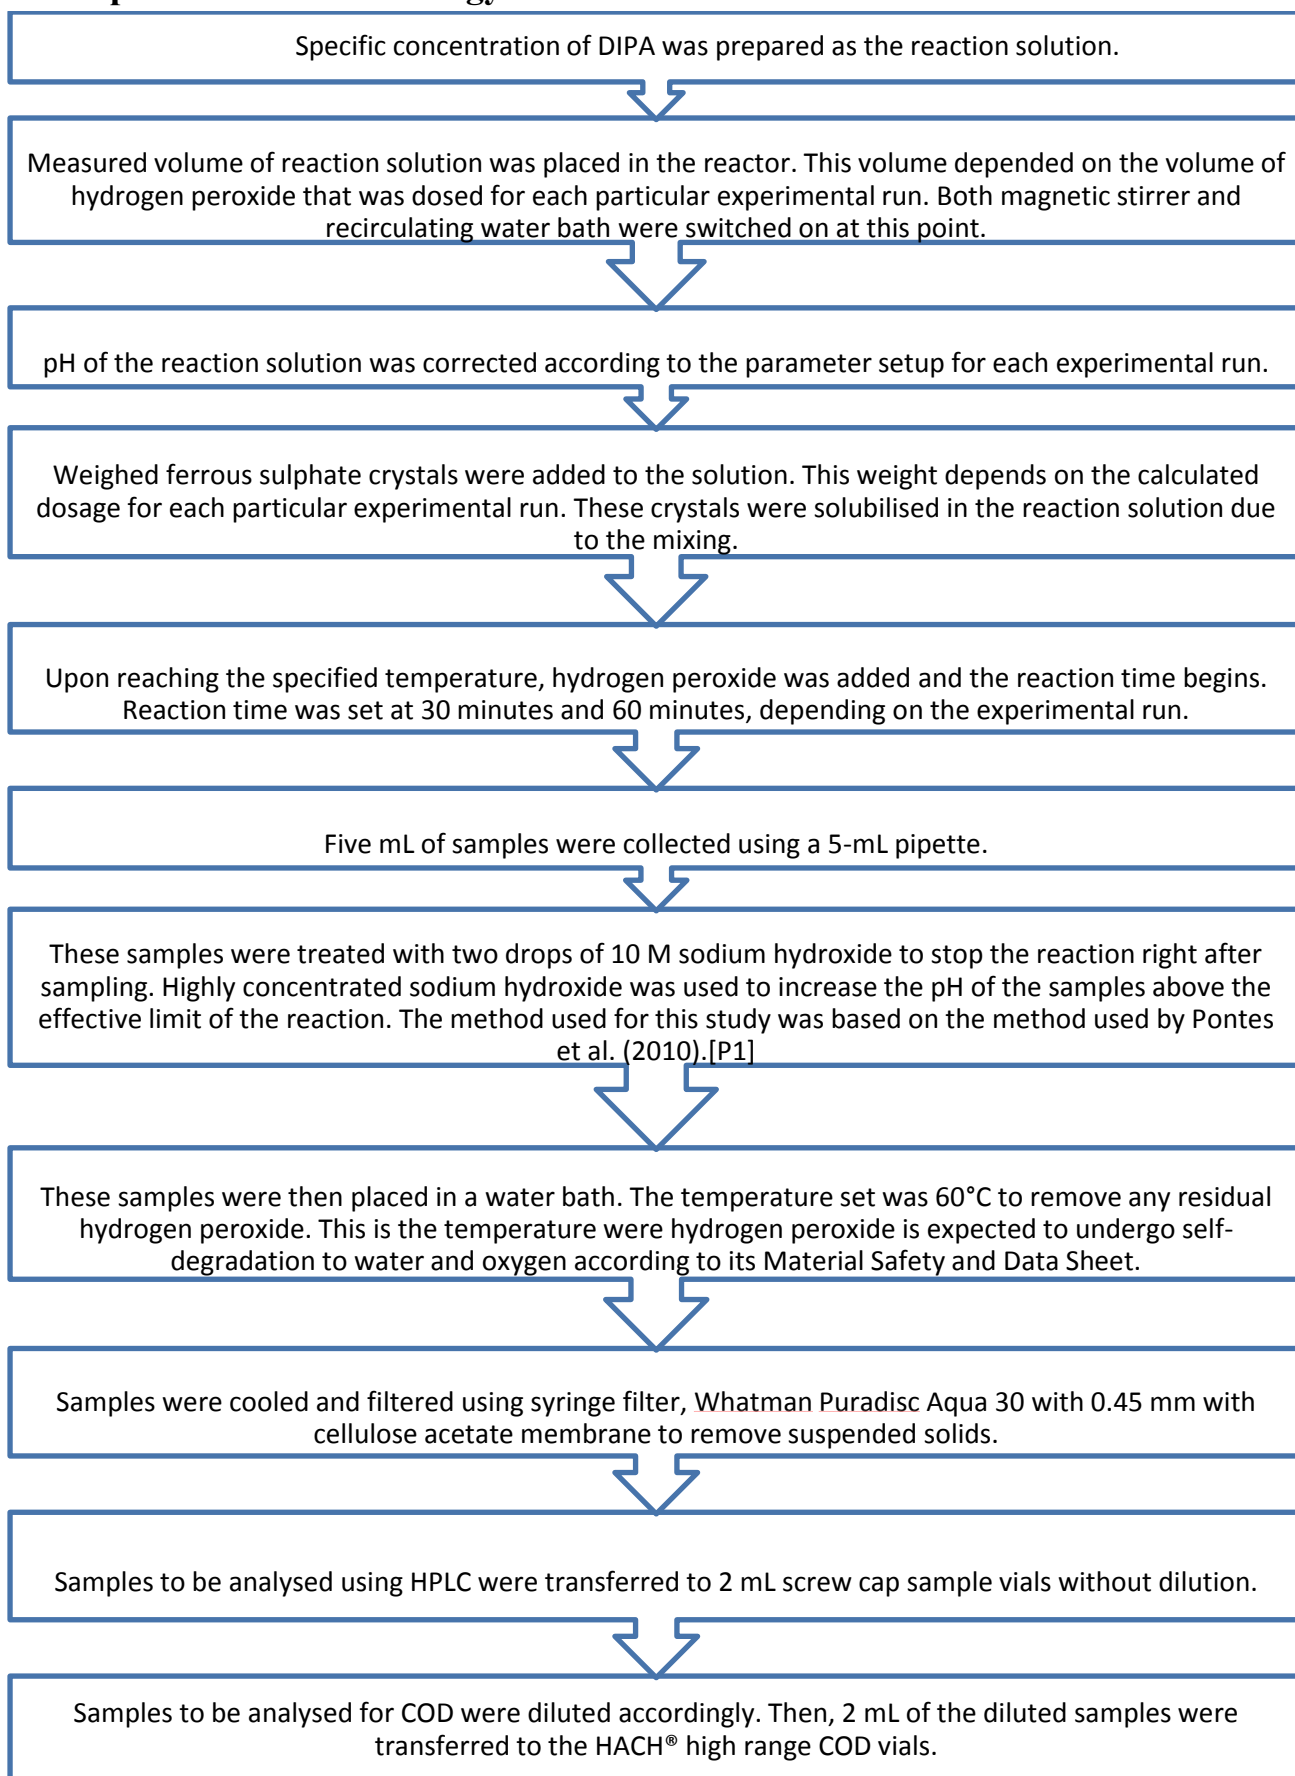 Specific concentration of DIPA was prepared as the reaction solution.
Measured volume of reaction solution was placed in the reactor. This volume depended on the volume of
hydrogen peroxide that was dosed for each particular experimental run. Both magnetic stirrer and
recirculating water bath were switched on at this point.
pH of the reaction solution was corrected according to the parameter setup for each experimental run.
Weighed ferrous sulphate crystals were added to the solution. This weight depends on the calculated
dosage for each particular experimental run. These crystals were solubilised in the reaction solution due
to the mixing.
Upon reaching the specified temperature, hydrogen peroxide was added and the reaction time begins.
Reaction time was set at 30 minutes and 60 minutes, depending on the experimental run.
Five mL of samples were collected using a 5-mL pipette.
These samples were treated with two drops of 10 M sodium hydroxide to stop the reaction right after
sampling. Highly concentrated sodium hydroxide was used to increase the pH of the samples above the
effective limit of the reaction. The method used for this study was based on the method used by Pontes
et al. (2010).[P1]
These samples were then placed in a water bath. The temperature set was 60°C to remove any residual
hydrogen peroxide. This is the temperature were hydrogen peroxide is expected to undergo self-
degradation to water and oxygen according to its Material Safety and Data Sheet.
Samples were cooled and filtered using syringe filter, Whatman Puradisc Aqua 30 with 0.45 mm with
cellulose acetate membrane to remove suspended solids.
Samples to be analysed using HPLC were transferred to 2 mL screw cap sample vials without dilution.
Samples to be analysed for COD were diluted accordingly. Then, 2 mL of the diluted samples were
transferred to the HACH® high range COD vials.